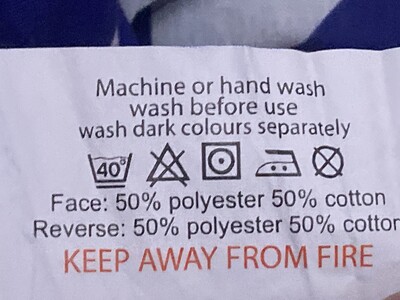 Machine or hand wash
wash before use
wash dark colours separately
40°
Face: 50% polyester 50% cotton
Reverse: 50% polyester 50% cotton
KEEP AWAY FROM FIRE